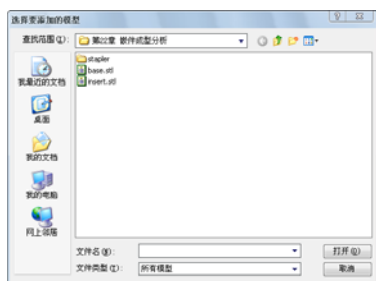 选择要添加的模型
查找范围(I): 第22章 嵌件成型分析
stapler
base.stl
insert.stl
我最近的文档
桌面
我的文档
我的电脑
网上邻居
文件名(N):
打开(O)
文件类型(T): 所有模型
取消